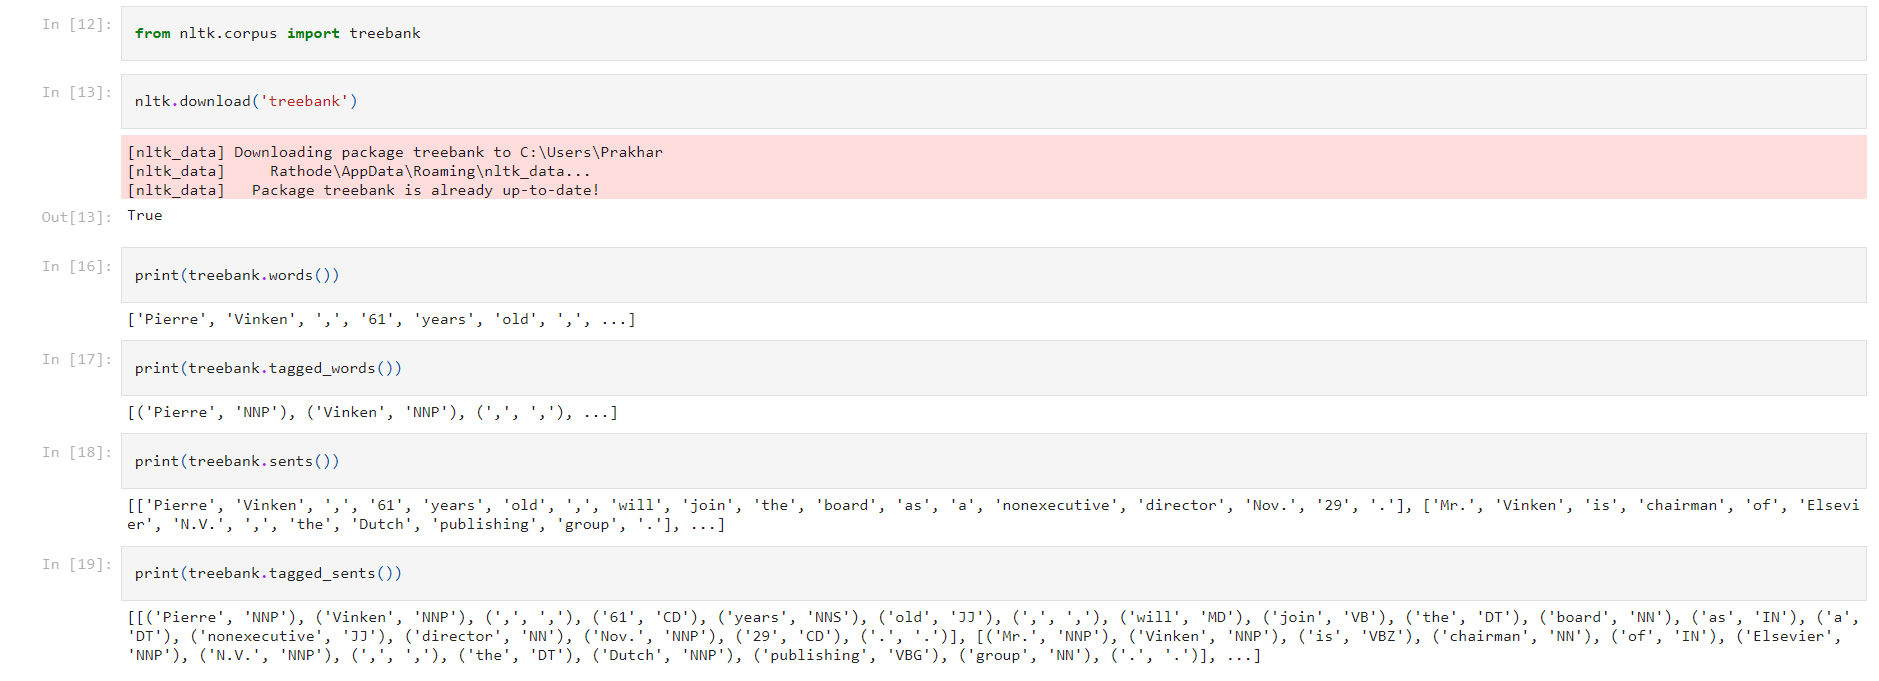 In [12]:
from nltk.corpus import treebank
In [13]:
nltk.download('treebank')
[nltk_data] Downloading package treebank to C:\Users\Prakhar
[nltk_data]     Rathode\AppData\Roaming\nltk_data...
[nltk_data]   Package treebank is already up-to-date!
Out[13]: True
In [16]:
print(treebank.words())
['Pierre', 'Vinken', ',', '61', 'years', 'old', ',', ...]
In [17]:
print(treebank.tagged_words())
[('Pierre', 'NNP'), ('Vinken', 'NNP'), (',', ','), ...]
In [18]:
print(treebank.sents())
[['Pierre', 'Vinken', ',', '61', 'years', 'old', ',', 'will', 'join', 'the', 'board', 'as', 'a', 'nonexecutive', 'director', 'Nov.', '29', '.'], ['Mr.', 'Vinken', 'is', 'chairman', 'of', 'Elsevi
er', 'N.V.', ',', 'the', 'Dutch', 'publishing', 'group', '.'], ...]
In [19]:
print(treebank.tagged_sents())
[[('Pierre', 'NNP'), ('Vinken', 'NNP'), (',', ','), ('61', 'CD'), ('years', 'NNS'), ('old', 'JJ'), (',', ','), ('will', 'MD'), ('join', 'VB'), ('the', 'DT'), ('board', 'NN'), ('as', 'IN'), ('a',
'DT'), ('nonexecutive', 'JJ'), ('director', 'NN'), ('Nov.', 'NNP'), ('29', 'CD'), ('.', '.')], [('Mr.', 'NNP'), ('Vinken', 'NNP'), ('is', 'VBZ'), ('chairman', 'NN'), ('of', 'IN'), ('Elsevier',
'NNP'), ('N.V.', 'NNP'), (',', ','), ('the', 'DT'), ('Dutch', 'NNP'), ('publishing', 'VBG'), ('group', 'NN'), ('.', '.')], ...]